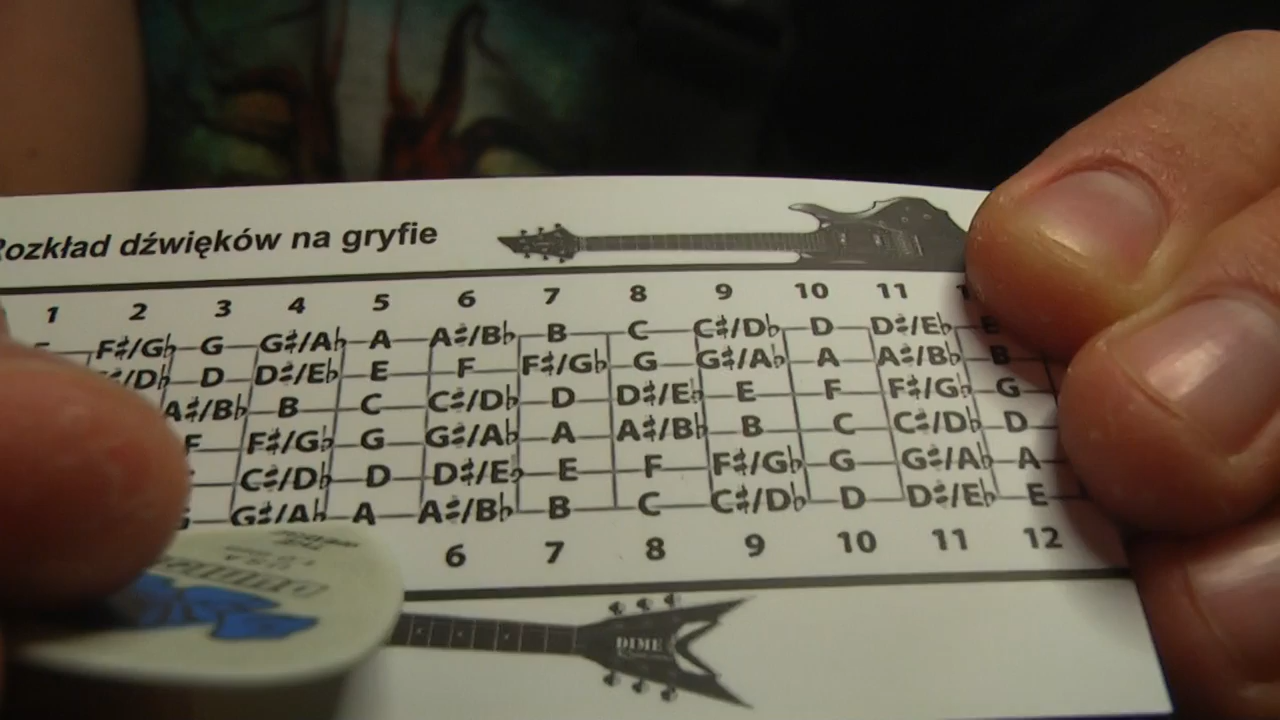 Rozkład dźwięków na gryfie
1 2 3 4 5 6 7 8 9 10 11
F♯/G♭ G G♯/A♭ A A♯/B♭ B C C♯/D♭ D D♯/E♭ E
/D♭ D D♯/E♭ E F F♯/G♭ G G♯/A♭ A A♯/B♭ B
A♯/B♭ B C C♯/D♭ D D♯/E♭ E F F♯/G♭ G
F F♯/G♭ G G♯/A♭ A A♯/B♭ B C C♯/D♭ D
C♯/D♭ D D♯/E♭ E F F♯/G♭ G G♯/A♭ A
G♯/A♭ A A♯/B♭ B C C♯/D♭ D D♯/E♭ E
6 7 8 9 10 11 12
DIME